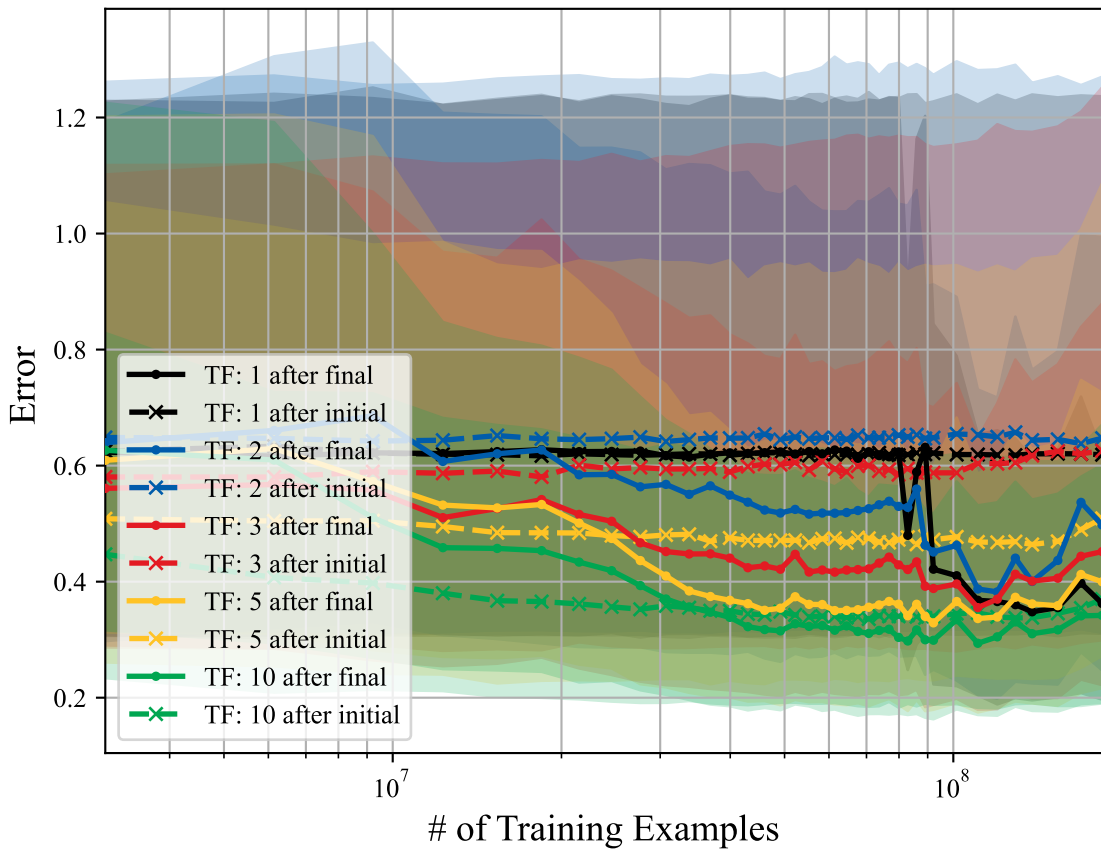 1.2
1.0
0.8
0.6
0.4
0.2
Error
TF: 1 after final
TF: 1 after initial
TF: 2 after final
TF: 2 after initial
TF: 3 after final
TF: 3 after initial
TF: 5 after final
TF: 5 after initial
TF: 10 after final
TF: 10 after initial
10⁷
10⁸
# of Training Examples